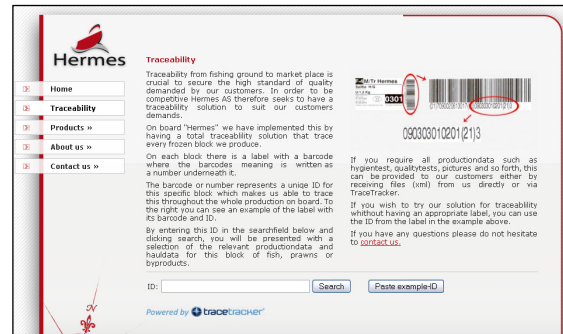 Hermes
Home
Traceability
Products »
About us »
Contact us »
Traceability
Traceability from fishing ground to market place is
crucial to secure the high standard of quality
demanded by our customers. In order to be
competitive Hermes AS therefore seeks to have a
traceability solution to suit our customers
demands.
On board "Hermes" we have implemented this by
having a total traceability solution that trace
every frozen block we produce.
On each block there is a label with a barcode
where the barcodes meaning is written as
a number underneath it.
The barcode or number represents a uniqe ID for
this specific block which makes us able to trace
this throughout the whole production on board. To
the right you can see an example of the label with
its barcode and ID.
By entering this ID in the searchfield below and
clicking search, you will be presented with a
selection of the relevant productiondata and
hauldata for this block of fish, prawns or
byproducts.
M/Tr Hermes
0301
090303010201(21)3
If you require all productiondata such as
hygientest, qualitytests, pictures and so forth, this
can be provided to our customers either by
receiving files (xml) from us directly or via
TraceTracker.
If you wish to try our solution for traceability
whithout having an appropriate label, you can use
the ID from the label in the example above.
If you have any questions please do not hesitate
to contact us.
ID:
Search
Paste example-ID
Powered by tracetracker
N